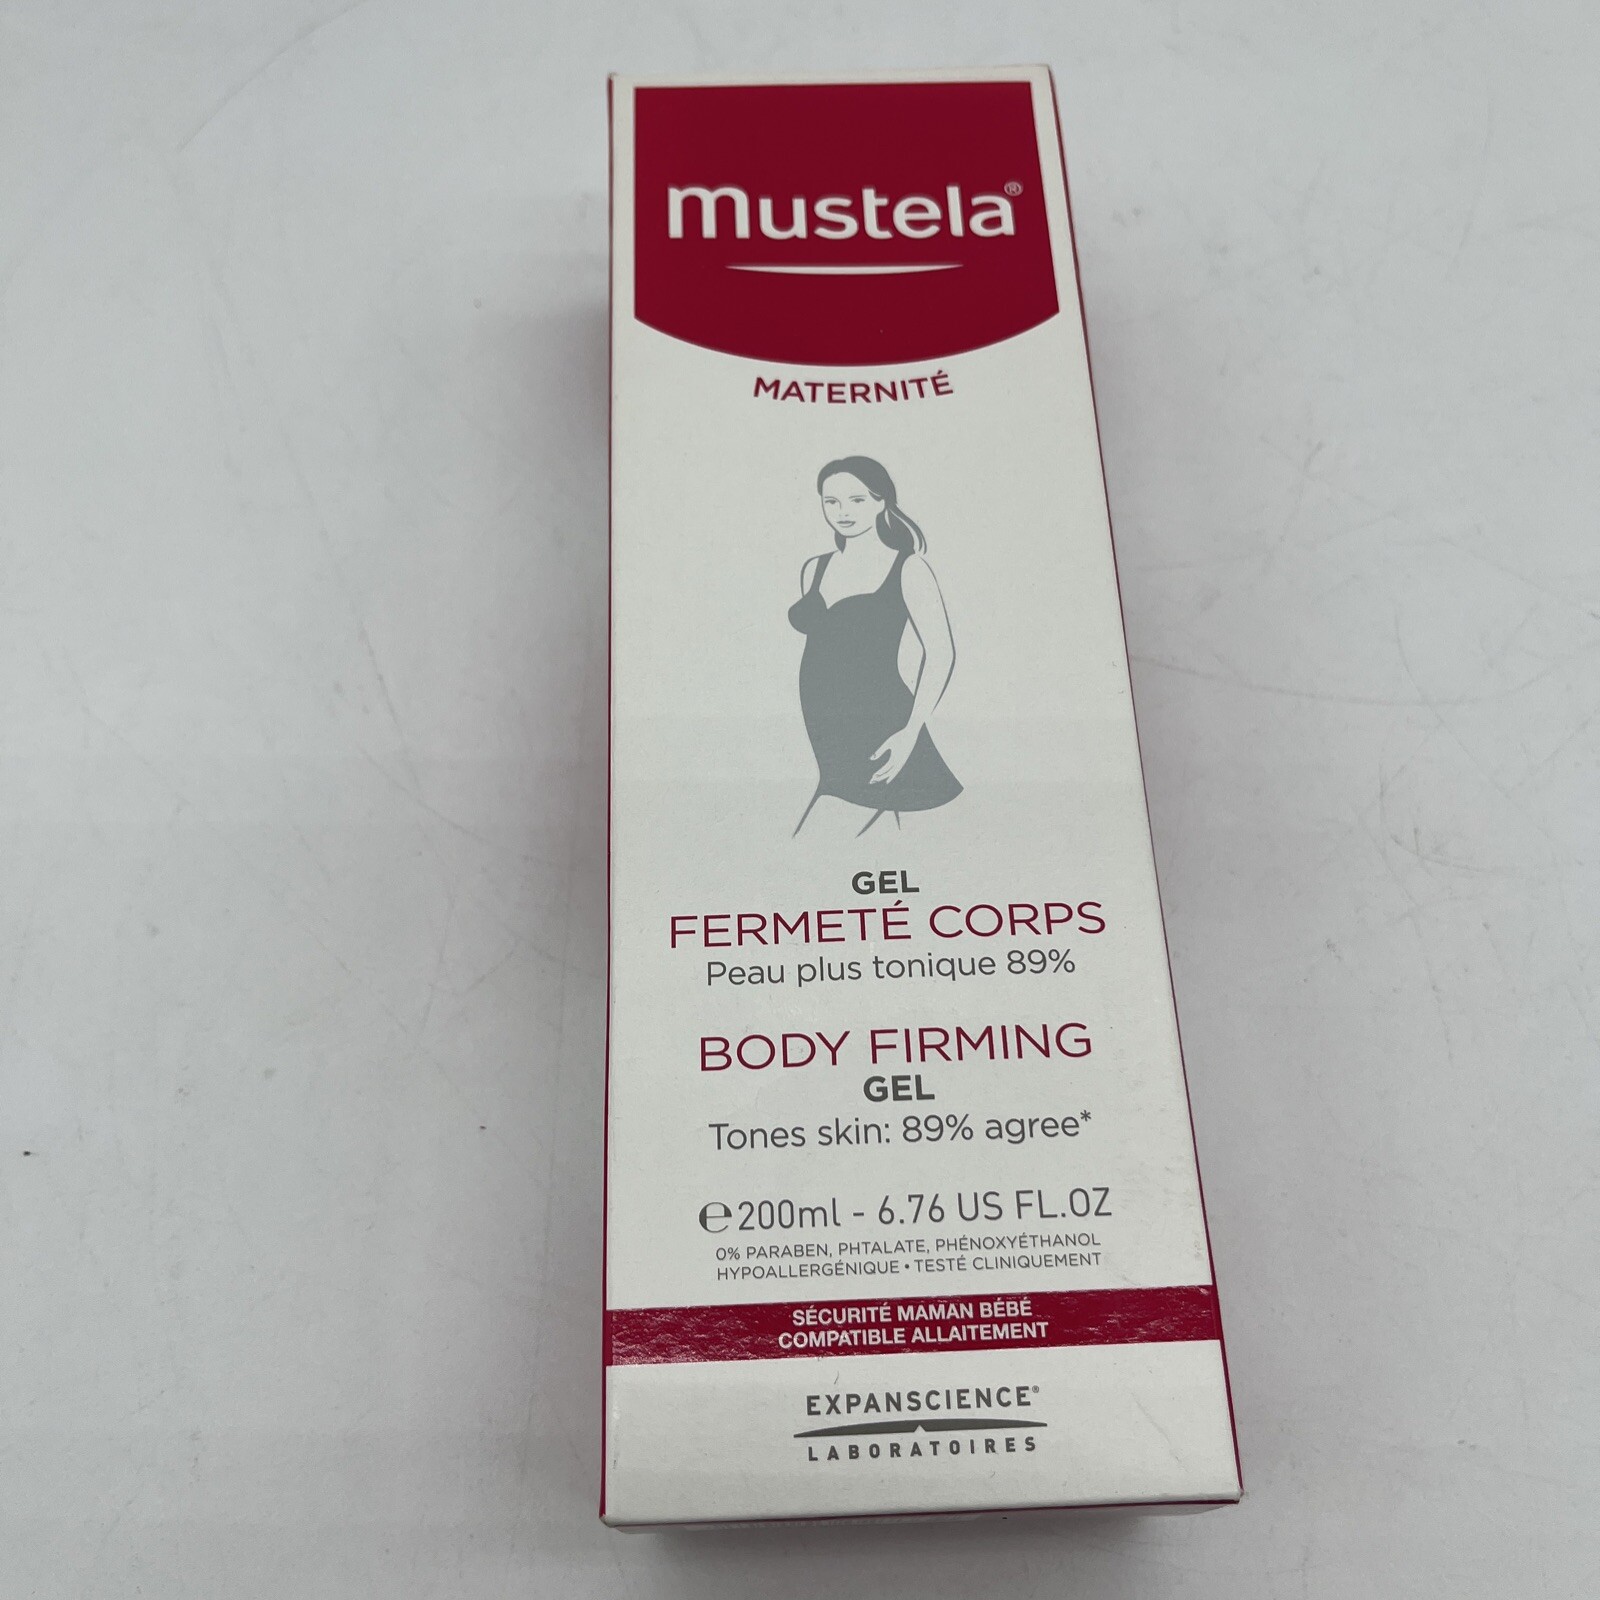 mustela®
MATERNITÉ
GEL
FERMETÉ CORPS
Peau plus tonique 89%
BODY FIRMING
GEL
Tones skin: 89% agree*
℮200ml - 6.76 US FL.OZ
0% PARABEN, PHTALATE, PHÉNOXYÉTHANOL
HYPOALLERGÉNIQUE • TESTÉ CLINIQUEMENT
SÉCURITÉ MAMAN BÉBÉ
COMPATIBLE ALLAITEMENT
EXPANSCIENCE®
LABORATOIRES